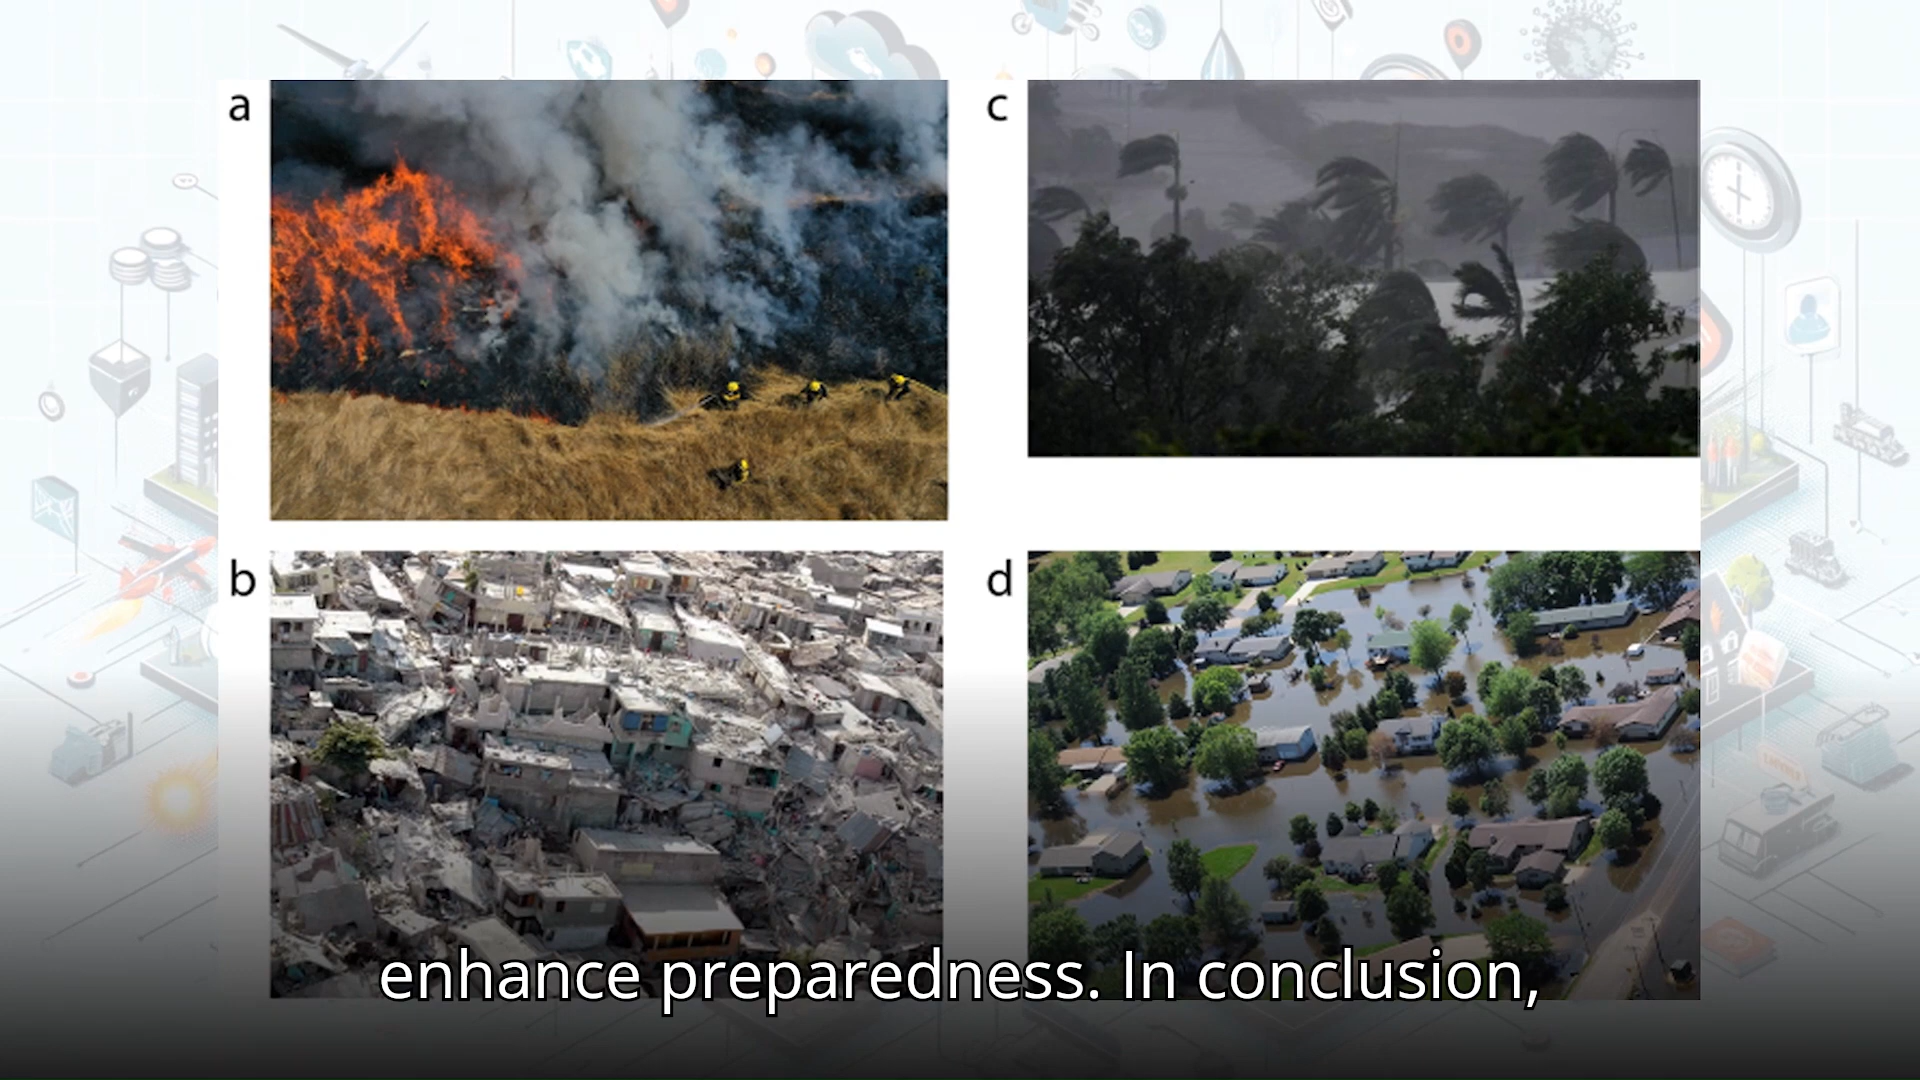 a
c
b
d
enhance preparedness. In conclusion,